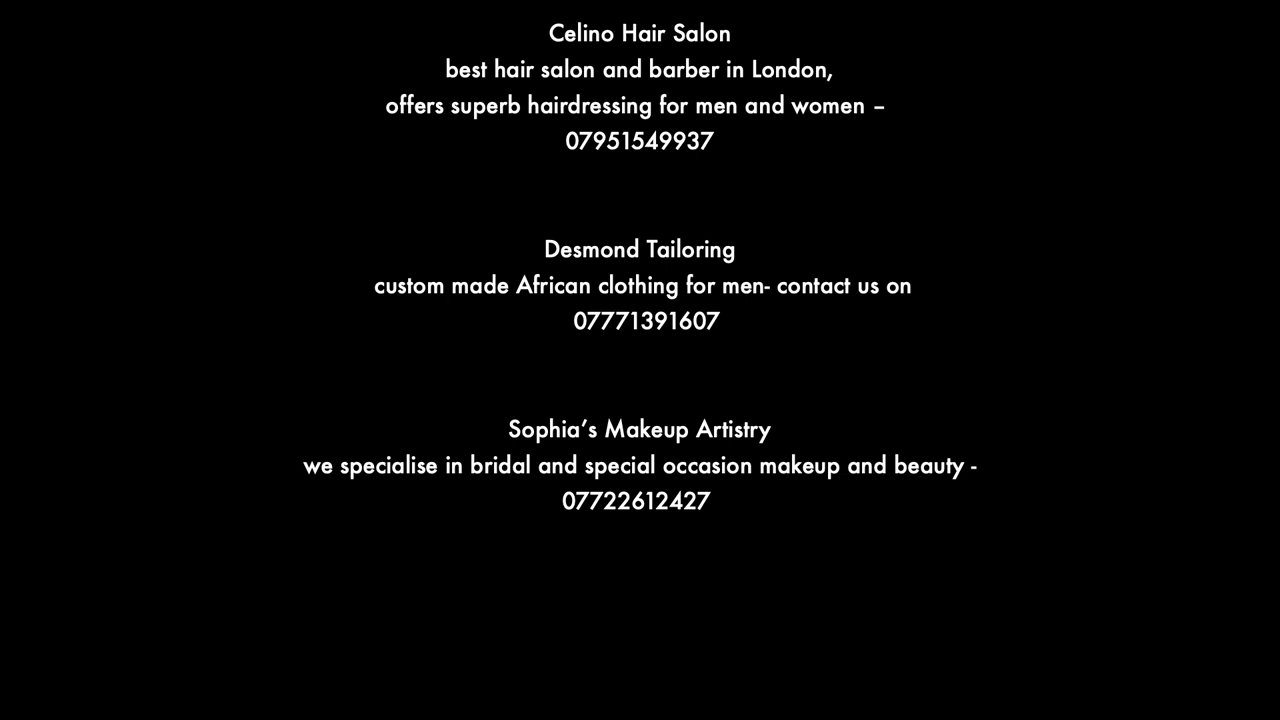 Celino Hair Salon
best hair salon and barber in London,
offers superb hairdressing for men and women –
07951549937
Desmond Tailoring
custom made African clothing for men- contact us on
07771391607
Sophia’s Makeup Artistry
we specialise in bridal and special occasion makeup and beauty -
07722612427